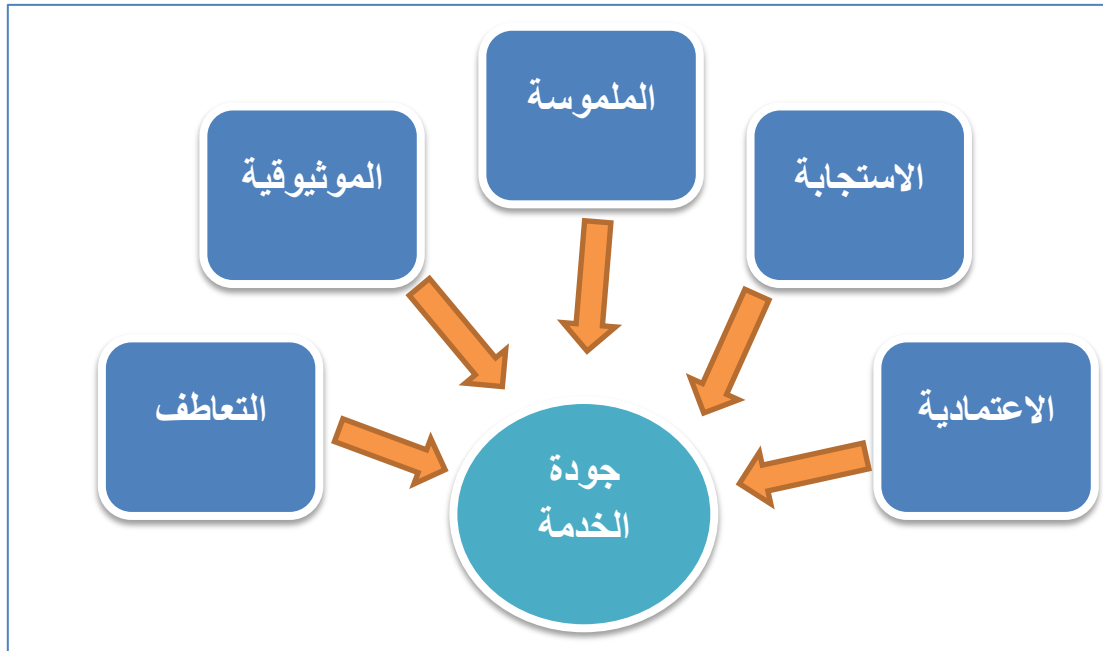 الملموسة
الاستجابة
الموثيوقية
الاعتمادية
التعاطف
جودة
الخدمة